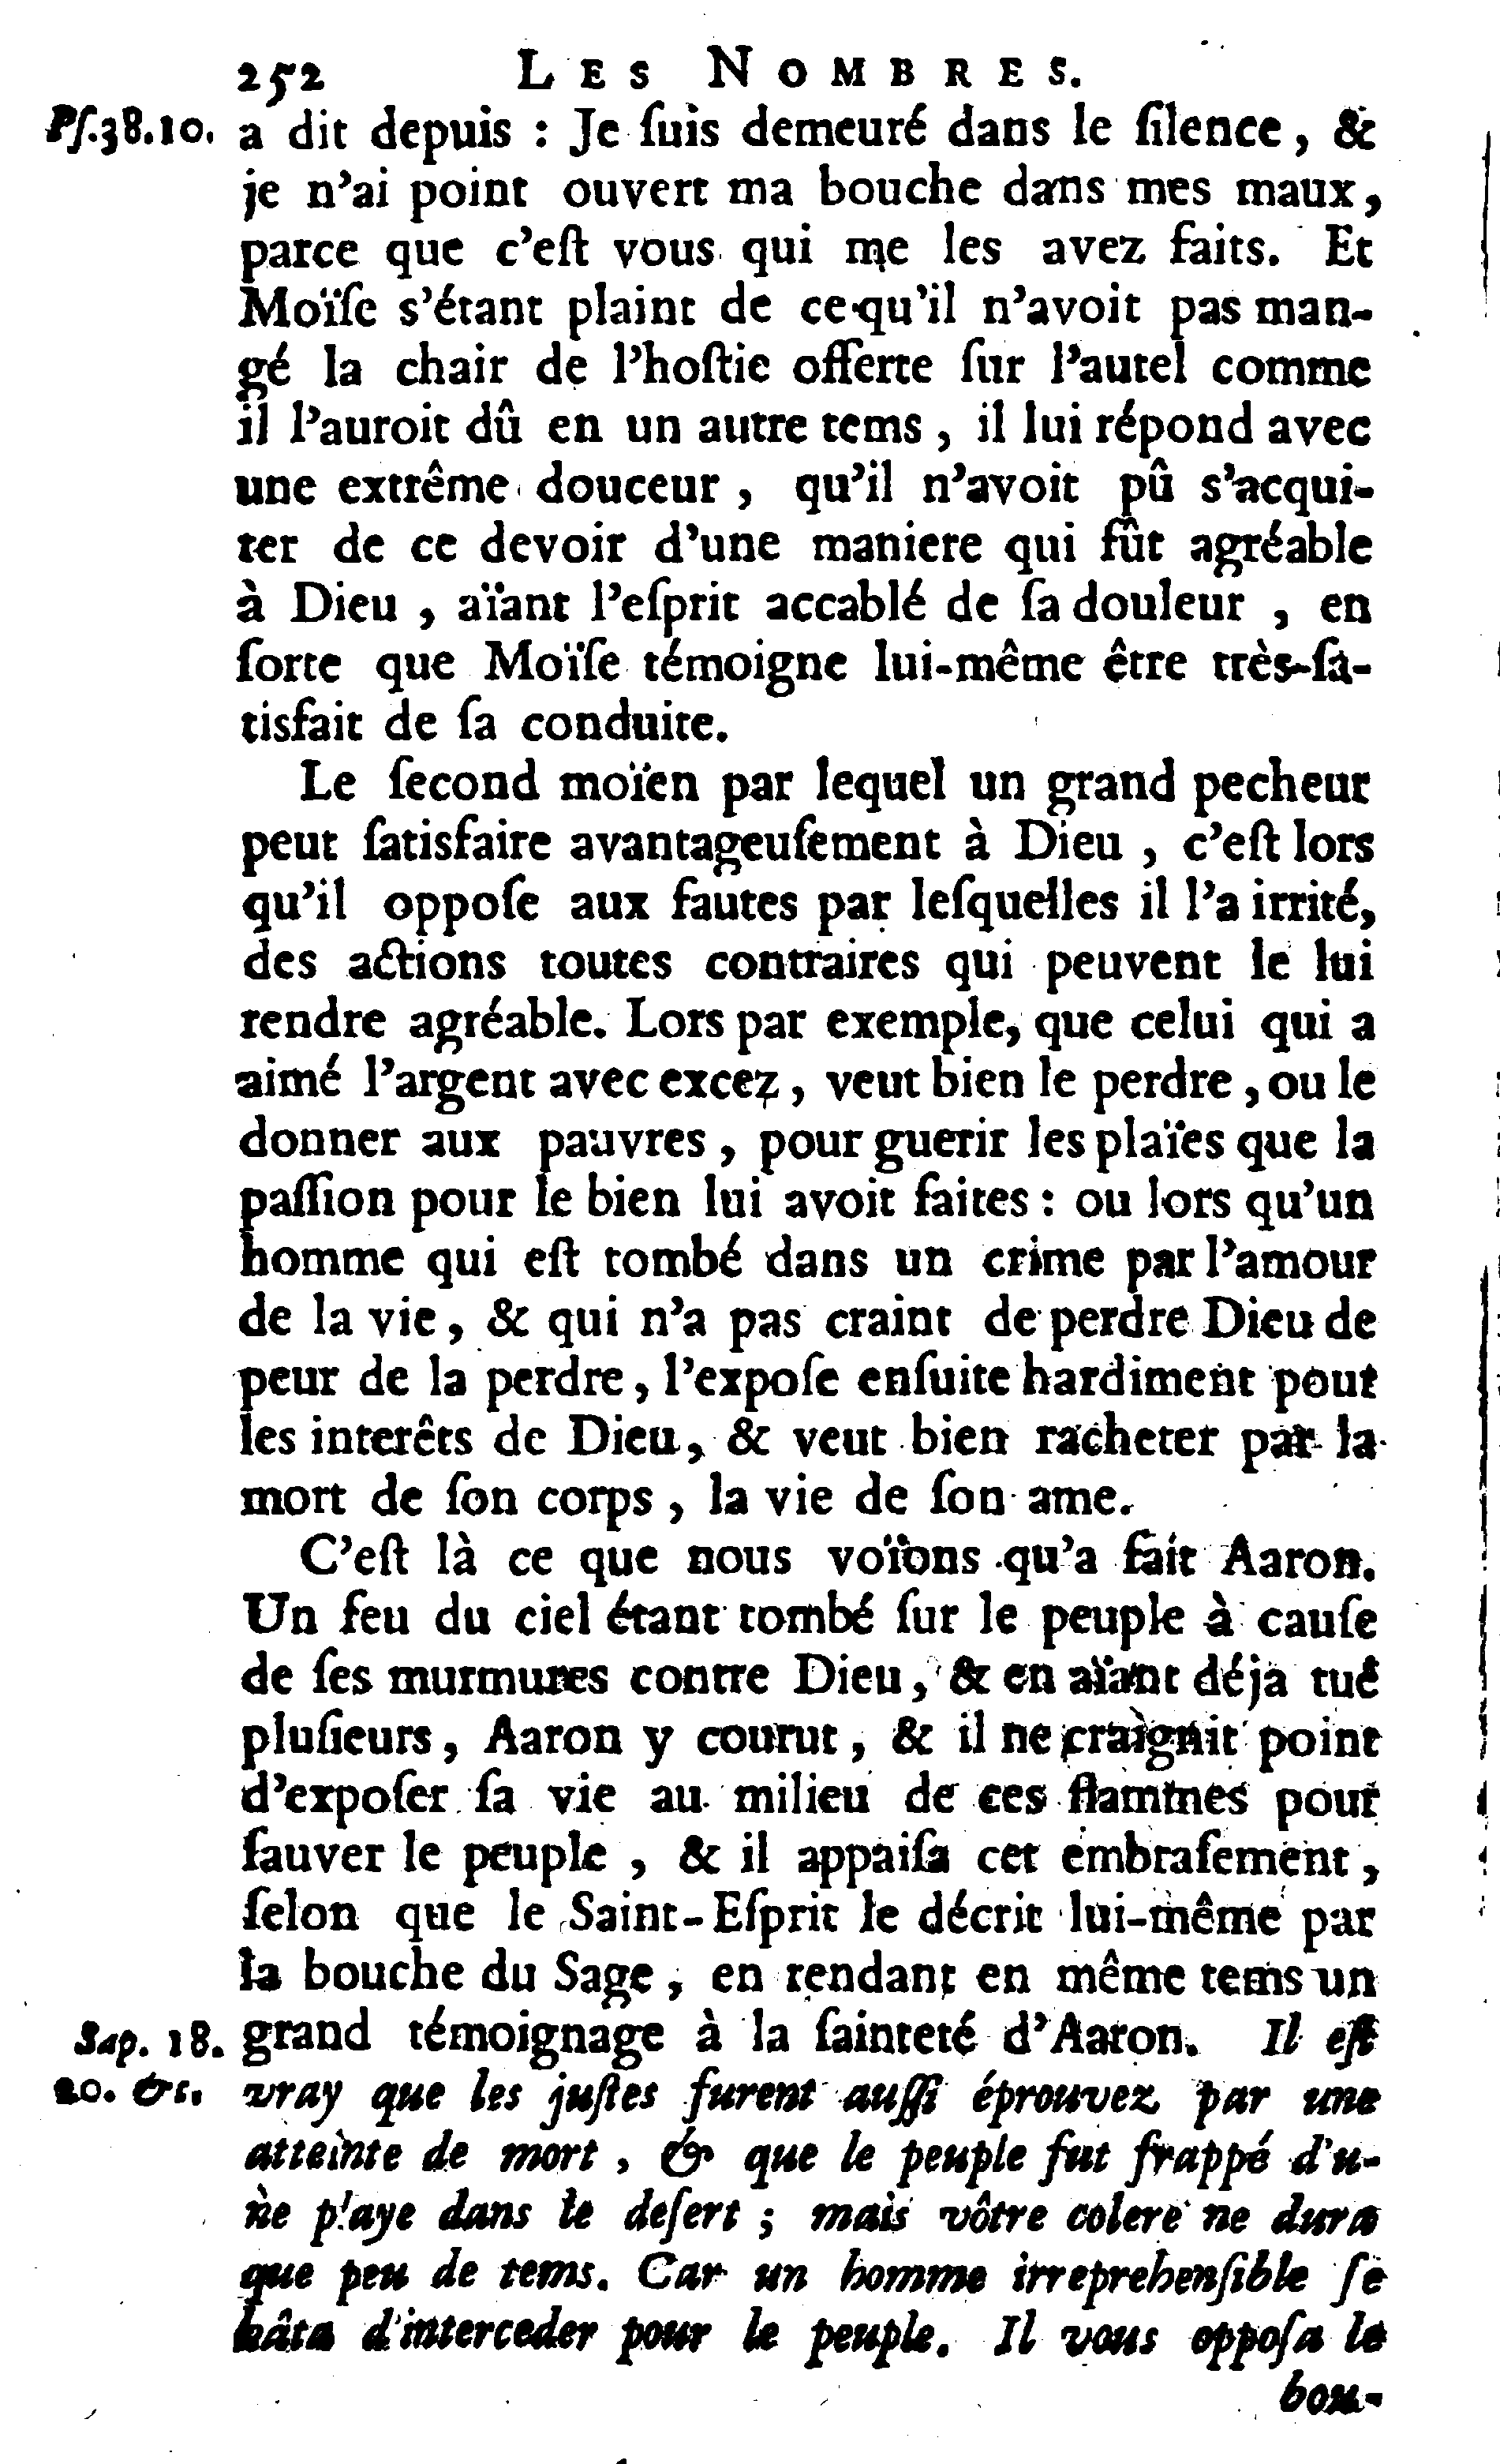 252 LES NOMBRES.
Pſ.38.10. a dit depuis : Je ſuis demeuré dans le ſilence, &
je n'ai point ouvert ma bouche dans mes maux,
parce que c'eſt vous qui me les avez faits. Et
Moïſe s'étant plaint de ce qu'il n'avoit pas man-
gé la chair de l'hoſtie offerte ſur l'autel comme
il l'auroit dû en un autre tems, il lui répond avec
une extrême douceur, qu'il n'avoit pû s'acqui-
ter de ce devoir d'une maniere qui fût agréable
à Dieu, aïant l'eſprit accablé de ſa douleur, en
ſorte que Moïſe témoigne lui-même être très-ſa-
tisfait de ſa conduite.
Le ſecond moïen par lequel un grand pecheur
peut ſatisfaire avantageuſement à Dieu, c'eſt lors
qu'il oppoſe aux fautes par leſquelles il l'a irrité,
des actions toutes contraires qui peuvent le lui
rendre agréable. Lors par exemple, que celui qui a
aimé l'argent avec excez, veut bien le perdre, ou le
donner aux pauvres, pour guerir les plaïes que la
paſſion pour le bien lui avoit faites : ou lors qu'un
homme qui eſt tombé dans un crime par l'amour
de la vie, & qui n'a pas craint de perdre Dieu de
peur de la perdre, l'expoſe enſuite hardiment pour
les interêts de Dieu, & veut bien racheter par la
mort de ſon corps, la vie de ſon ame.
C'eſt là ce que nous voïons qu'a fait Aaron.
Un feu du ciel étant tombé ſur le peuple à cauſe
de ſes murmures contre Dieu, & en aïant déja tué
pluſieurs, Aaron y courut, & il ne craignit point
d'expoſer ſa vie au milieu de ces flammes pour
ſauver le peuple, & il appaiſa cet embraſement,
ſelon que le Saint-Eſprit le décrit lui-même par
la bouche du Sage, en rendant en même tems un
Sap. 18. grand témoignage à la ſainteté d'Aaron. Il eſt
20. &c. vray que les juſtes furent auſſi éprouvez par une
atteinte de mort, & que le peuple fut frappé d'u-
ne playe dans le deſert ; mais vôtre colere ne dura
que peu de tems. Car un homme irreprehenſible ſe
hâta d'interceder pour le peuple. Il vous oppoſa le
bou-